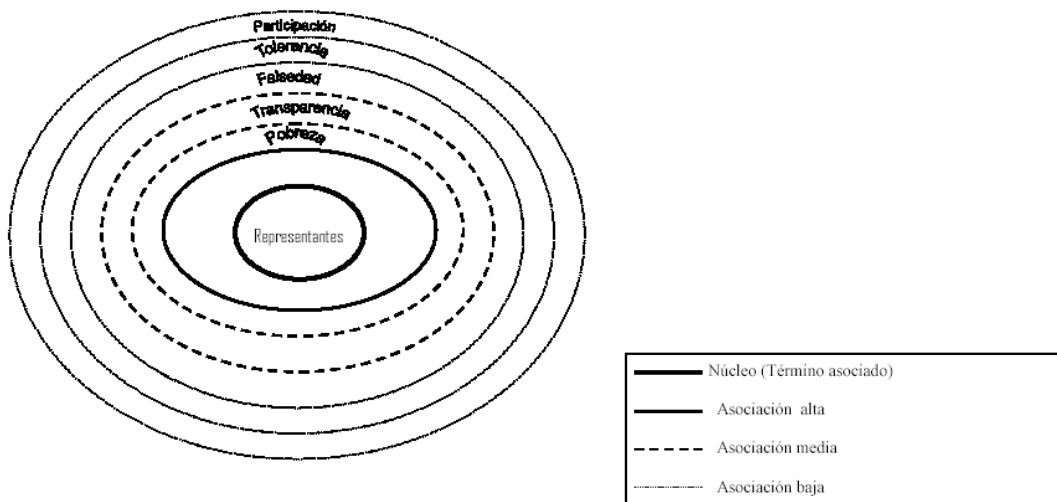 Participación
Tolerancia
Falsedad
Transparencia
Pobreza
Representantes
Núcleo (Término asociado)
Asociación alta
Asociación media
Asociación baja